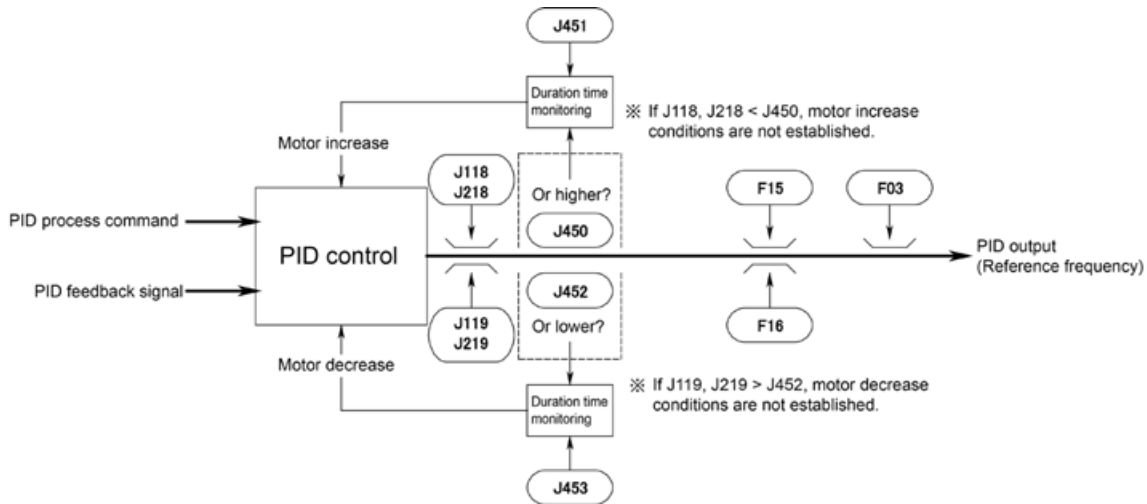 J451
Duration time
monitoring
※ If J118, J218 < J450, motor increase
conditions are not established.
Motor increase
J118
J218
Or higher?
J450
F15
F03
PID process command
PID control
PID output
(Reference frequency)
PID feedback signal
J452
Or lower?
J119
J219
F16
Motor decrease
Duration time
monitoring
※ If J119, J219 > J452, motor decrease
conditions are not established.
J453